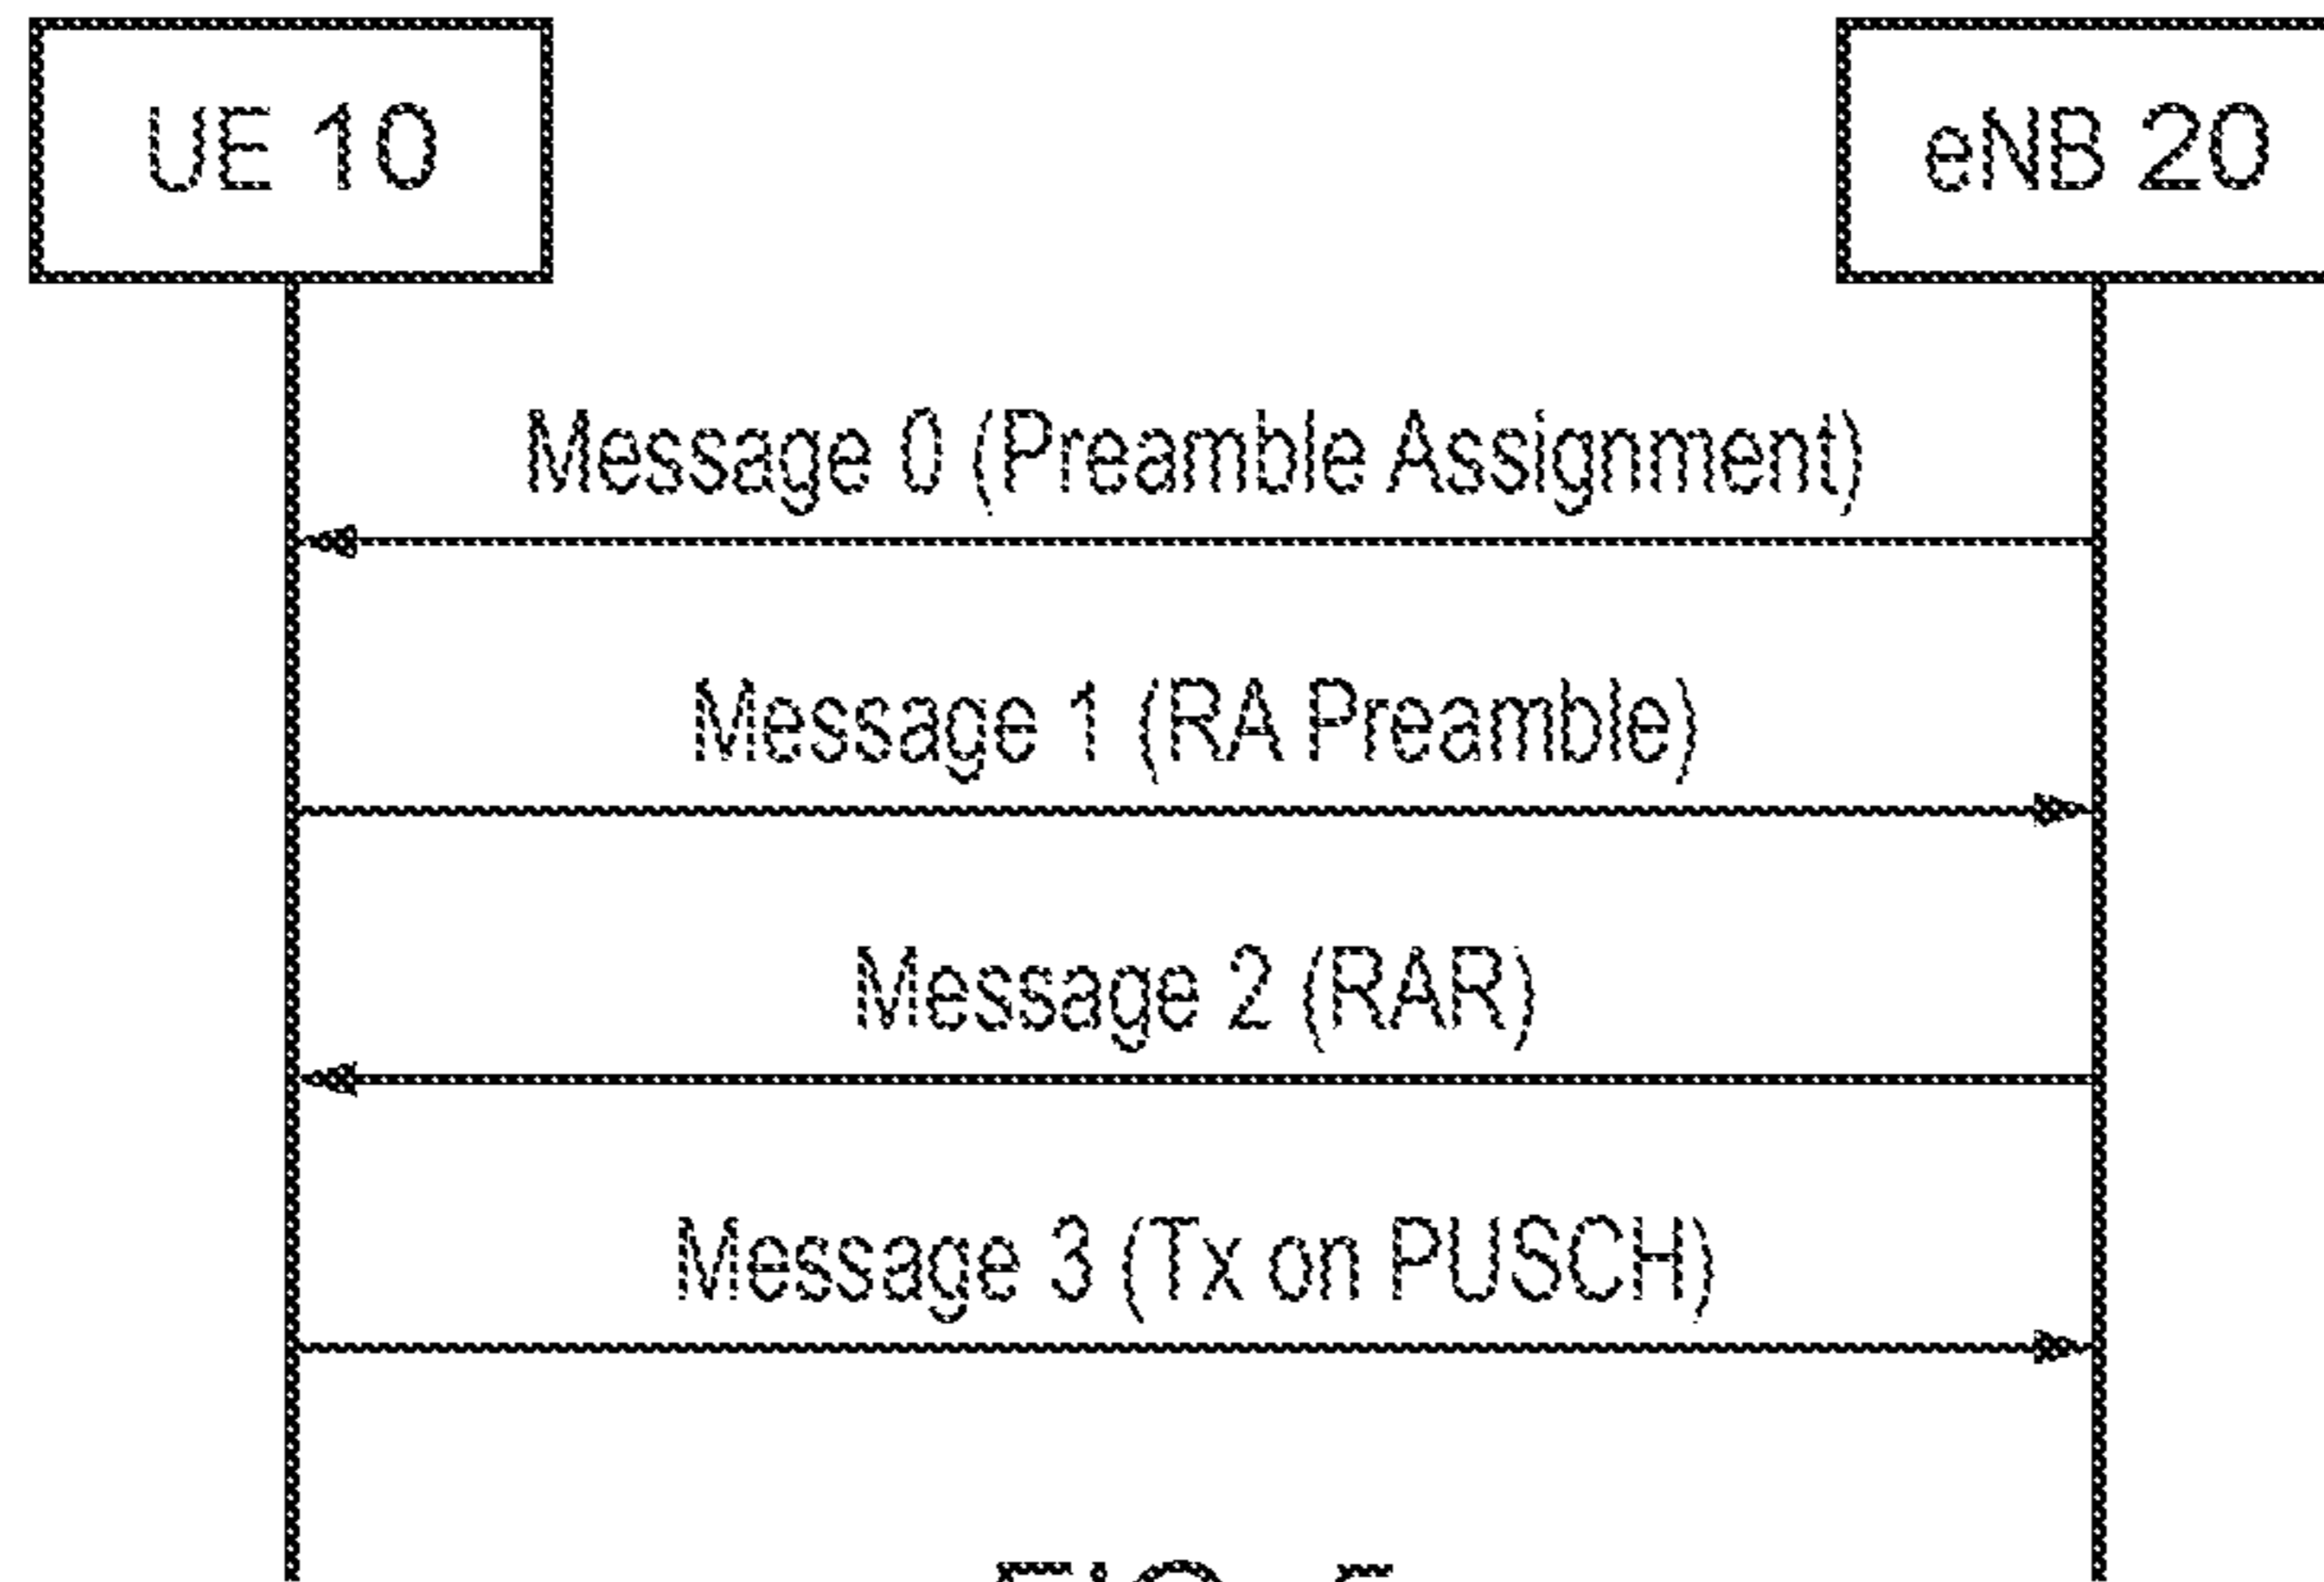 UE 10
eNB 20
Message 0 (Preamble Assignment)
Message 1 (RA Preamble)
Message 2 (RAR)
Message 3 (Tx on PUSCH)